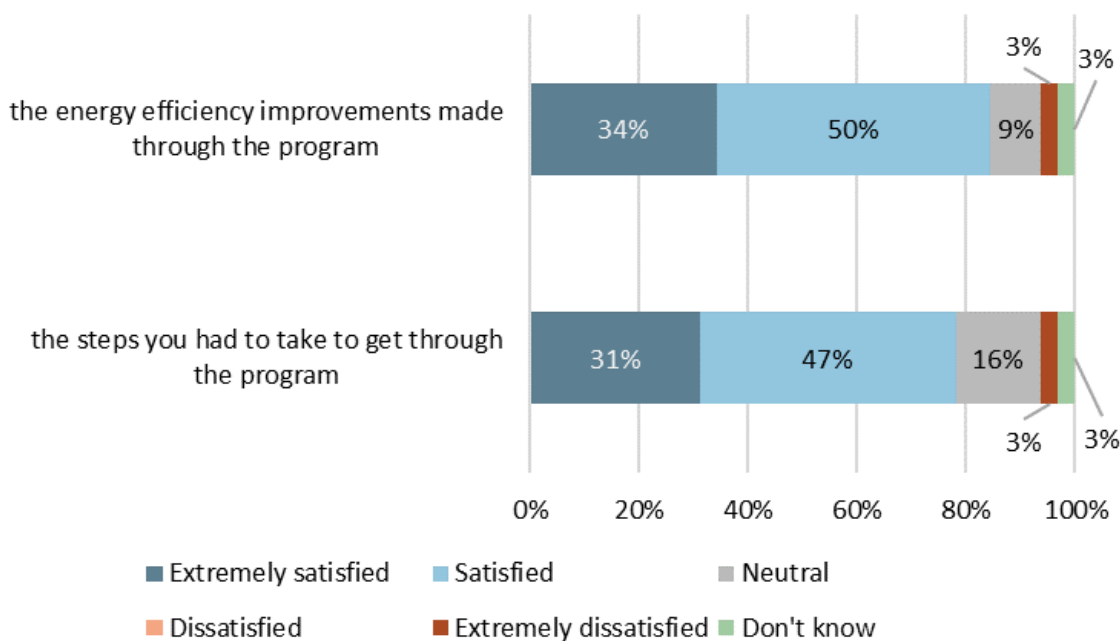 3%
3%
the energy efficiency improvements made
through the program
34%
50%
9%
the steps you had to take to get through
the program
31%
47%
16%
3%
3%
0%
20%
40%
60%
80%
100%
Extremely satisfied
Satisfied
Neutral
Dissatisfied
Extremely dissatisfied
Don't know